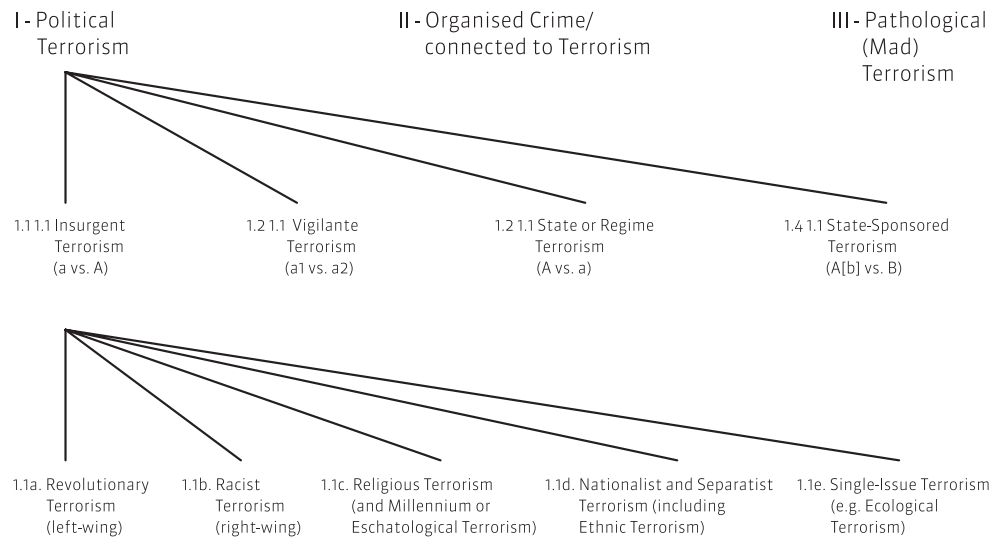 I - Political
Terrorism
II - Organised Crime/
connected to Terrorism
III - Pathological
(Mad)
Terrorism
1.1 1.1 Insurgent
Terrorism
(a vs. A)
1.2 1.1 Vigilante
Terrorism
(a1 vs. a2)
1.2 1.1 State or Regime
Terrorism
(A vs. a)
1.4 1.1 State-Sponsored
Terrorism
(A[b] vs. B)
1.1a. Revolutionary
Terrorism
(left-wing)
1.1b. Racist
Terrorism
(right-wing)
1.1c. Religious Terrorism
(and Millennium or
Eschatological Terrorism)
1.1d. Nationalist and Separatist
Terrorism (including
Ethnic Terrorism)
1.1e. Single-Issue Terrorism
(e.g. Ecological
Terrorism)